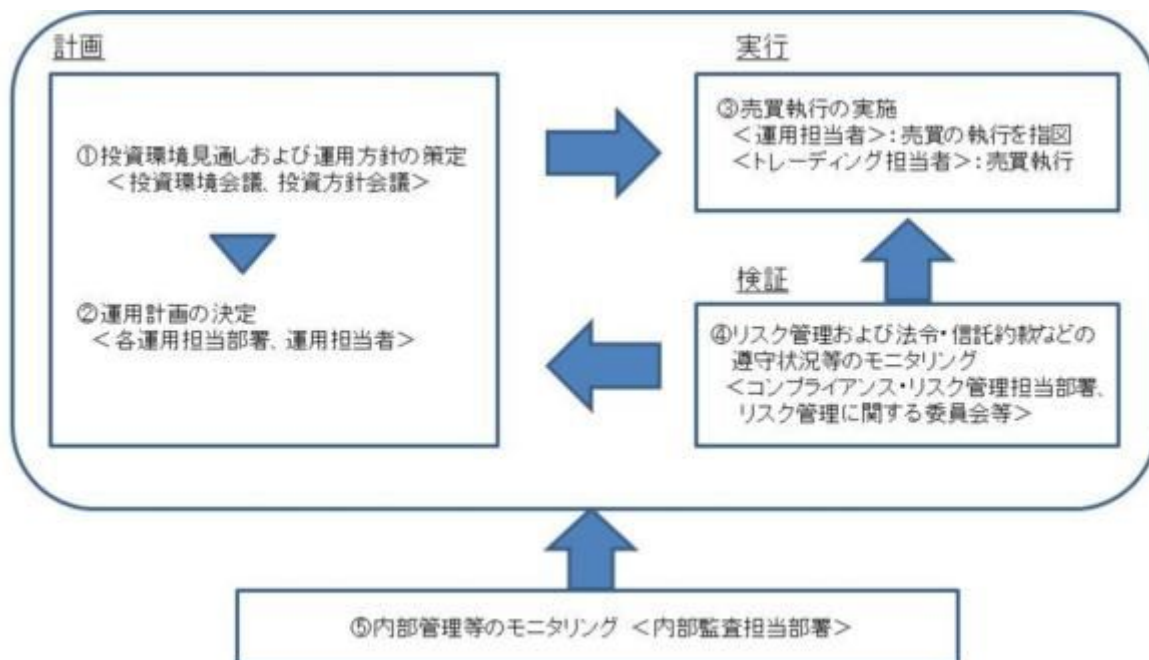 計画
①投資環境見通しおよび運用方針の策定
＜投資環境会議、投資方針会議＞
②運用計画の決定
＜各運用担当部署、運用担当者＞
実行
③売買執行の実施
＜運用担当者＞:売買の執行を指図
＜トレーディング担当者＞:売買執行
検証
④リスク管理および法令・信託約款などの
遵守状況等のモニタリング
＜コンプライアンス・リスク管理担当部署、
リスク管理に関する委員会等＞
⑤内部管理等のモニタリング ＜内部監査担当部署＞